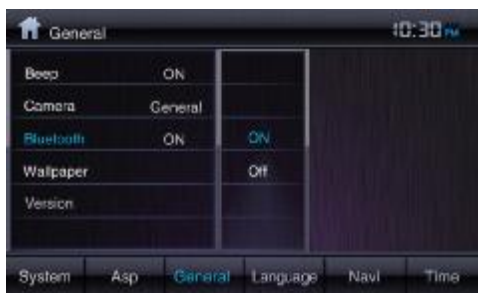 General 10:30 PM
Beep ON
Camera General
Bluetooth ON ON
Wallpaper Off
Version
System Asp General Language Navi Time